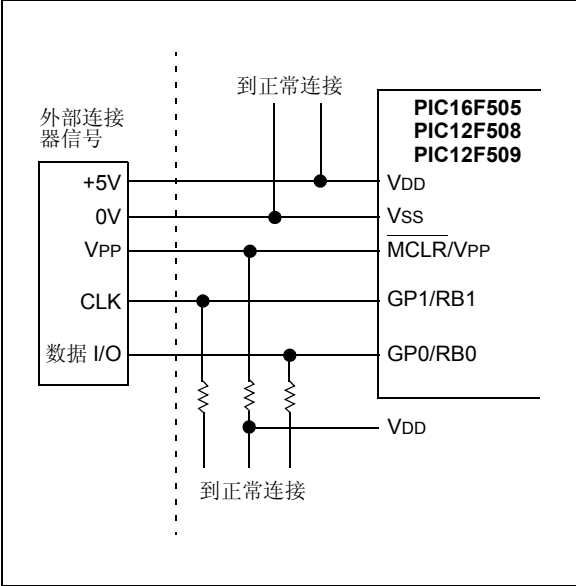 到正常连接
外部连接
器信号
PIC16F505
PIC12F508
PIC12F509
+5V
VDD
0V
VSS
VPP
MCLR/VPP
CLK
GP1/RB1
数据 I/O
GP0/RB0
VDD
到正常连接